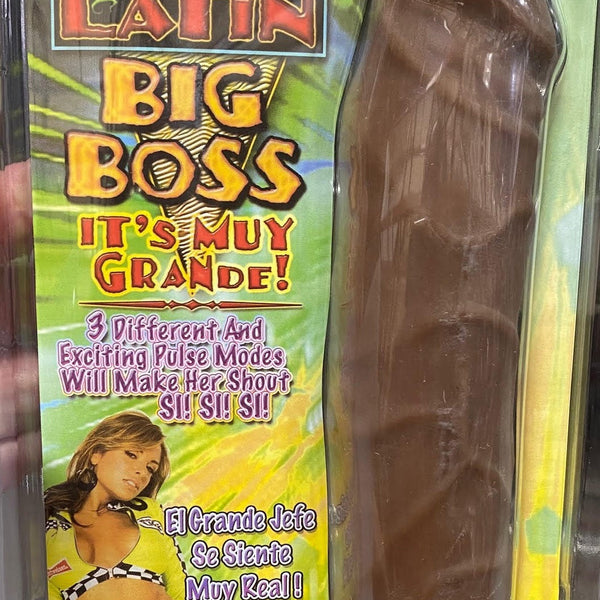 LATIN
BIG
BOSS
IT'S MUY
GRANDE!
3 Different And
Exciting Pulse Modes
Will Make Her Shout
SI! SI! SI!
El Grande Jefe
Se Siente
Muy Real!